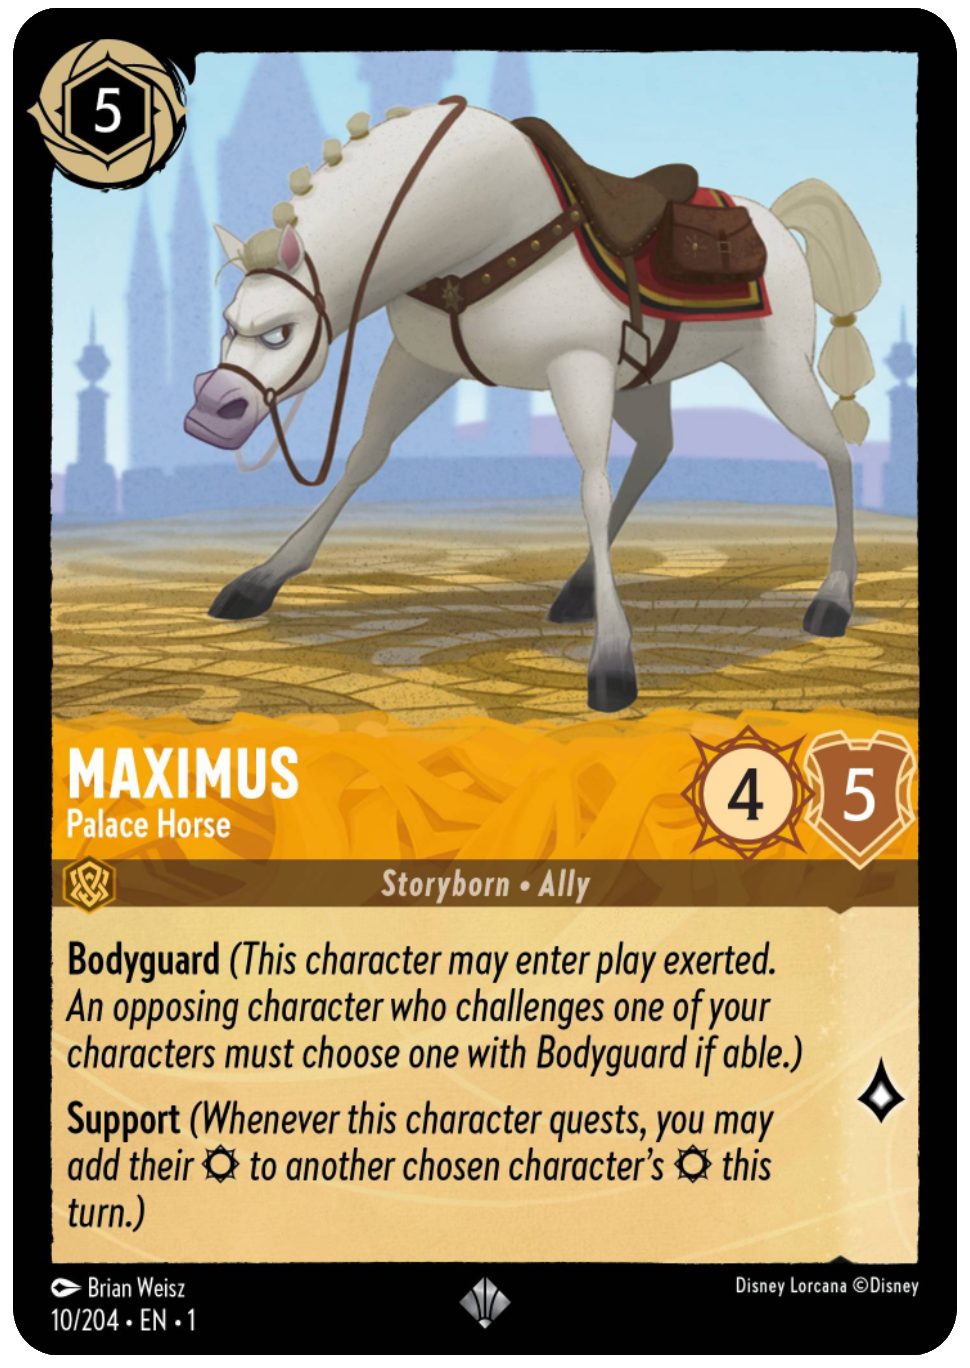 5
MAXIMUS
Palace Horse
4
5
Storyborn • Ally
Bodyguard (This character may enter play exerted.
An opposing character who challenges one of your
characters must choose one with Bodyguard if able.)
Support (Whenever this character quests, you may
add their to another chosen character's this
turn.)
Brian Weisz
10/204 • EN • 1
Disney Lorcana ©Disney